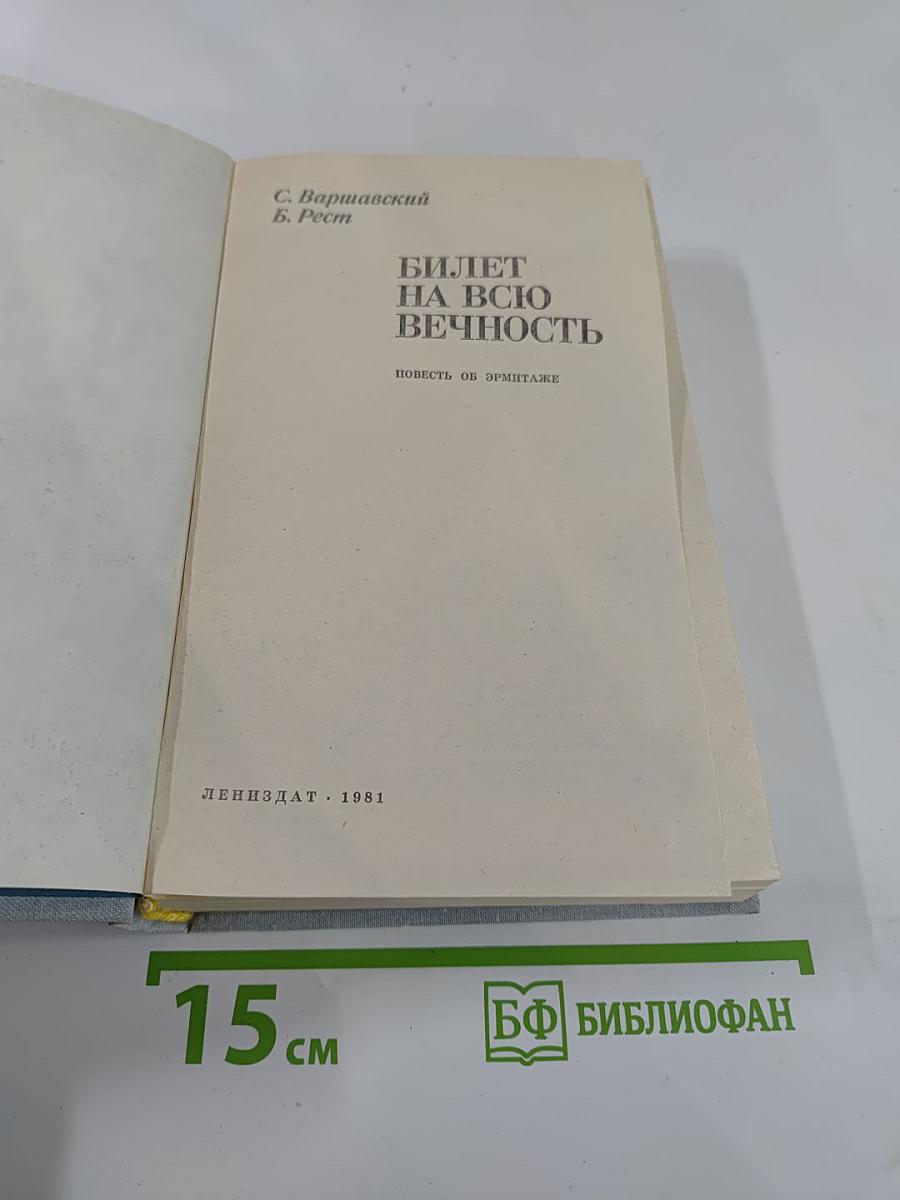 С. Варшавский
Б. Рест
БИЛЕТ
НА ВСЮ
ВЕЧНОСТЬ
ПОВЕСТЬ ОБ ЭРМИТАЖЕ
ЛЕНИЗДАТ · 1981
15 см
БФ БИБЛИОФАН